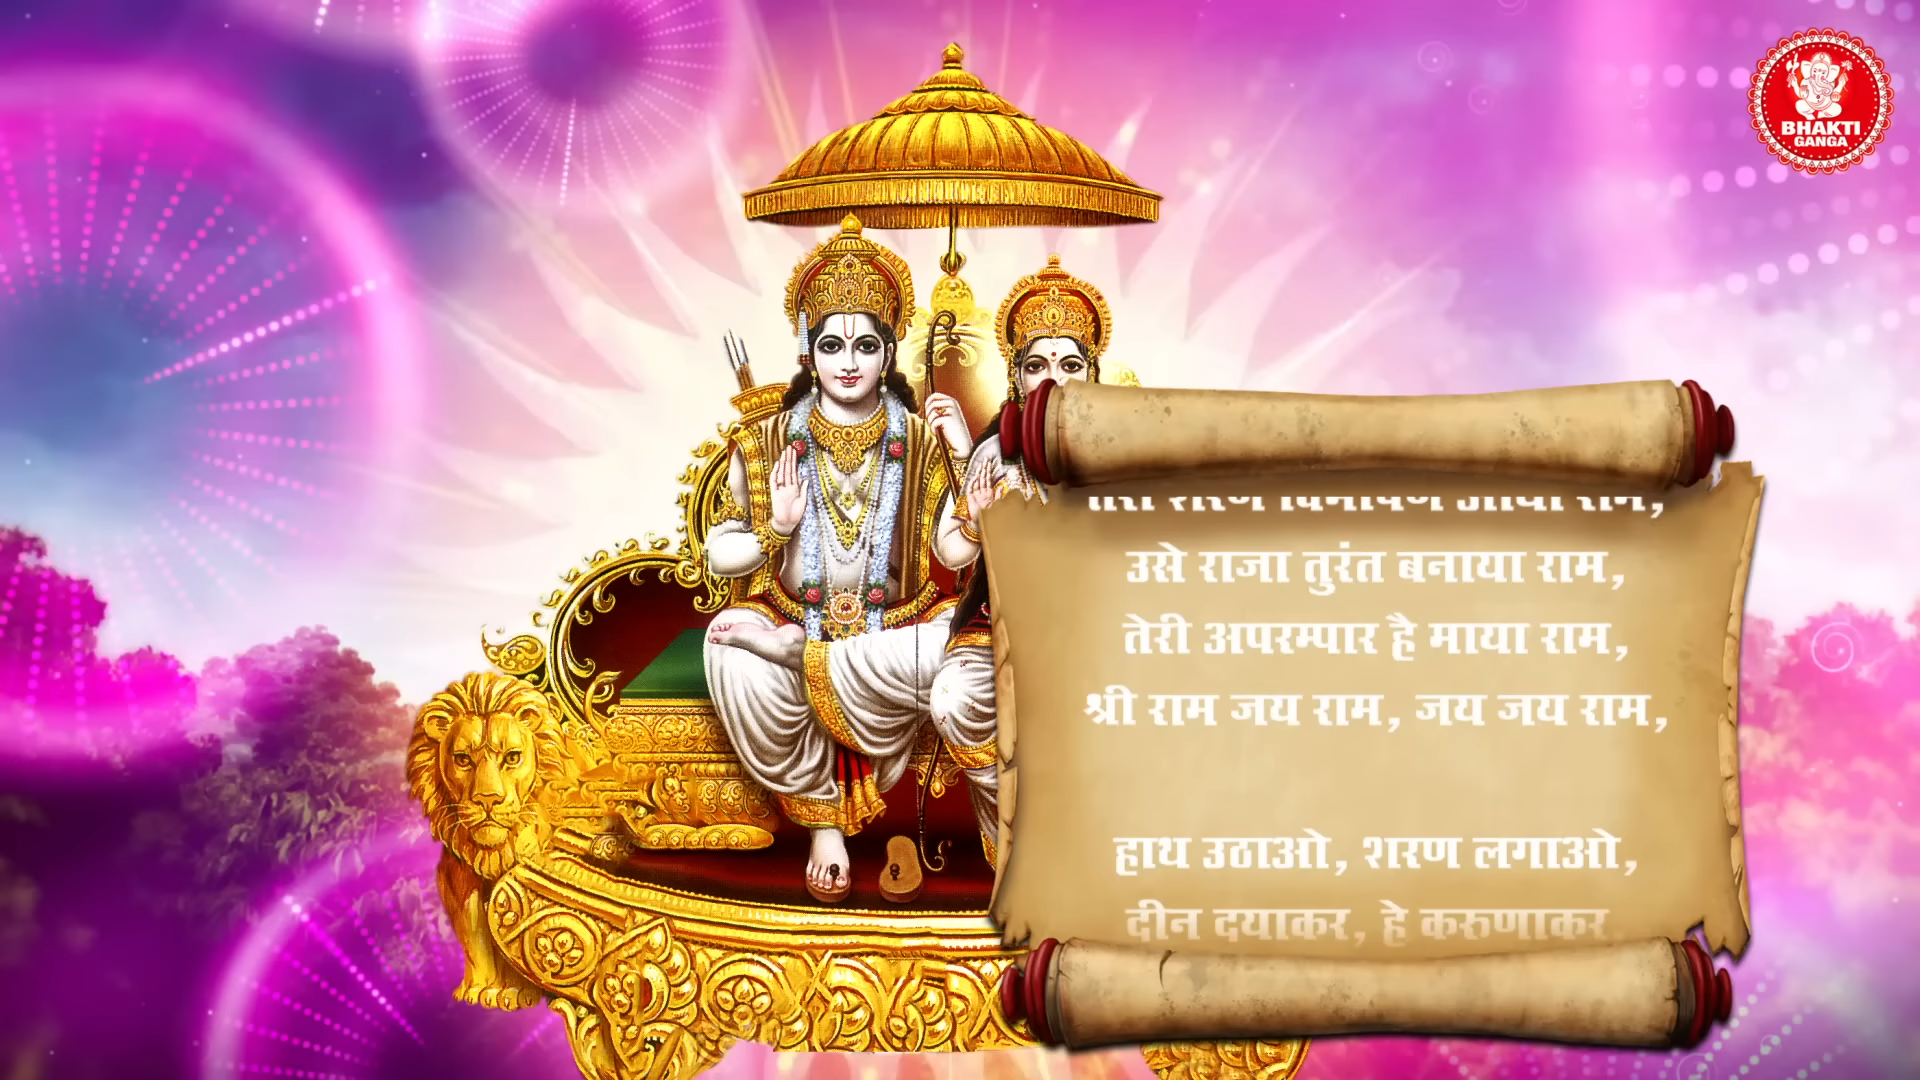 BHAKTI
GANGA
उसे राजा तुरंत बनाया राम,
तेरी अपरम्पार है माया राम,
श्री राम जय राम, जय जय राम,
हाथ उठाओ, शरण लगाओ,
दीन दयाकर, हे करुणाकर